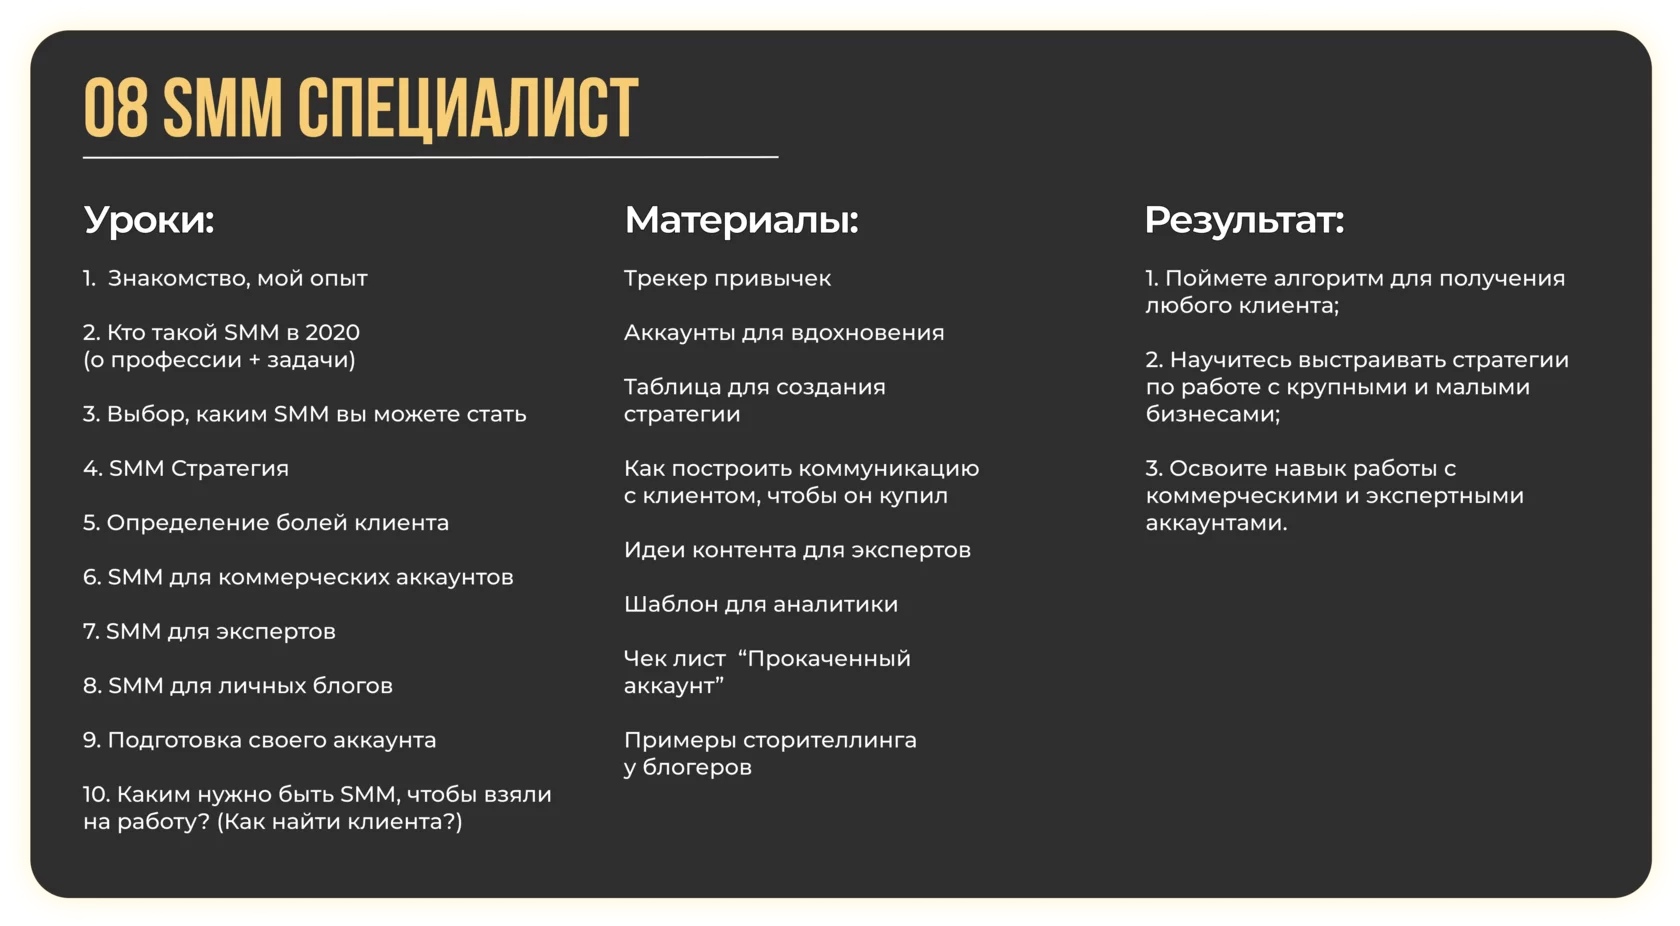 08 SMM СПЕЦИАЛИСТ
Уроки:
1. Знакомство, мой опыт
2. Кто такой SMM в 2020
(о профессии + задачи)
3. Выбор, каким SMM вы можете стать
4. SMM Стратегия
5. Определение болей клиента
6. SMM для коммерческих аккаунтов
7. SMM для экспертов
8. SMM для личных блогов
9. Подготовка своего аккаунта
10. Каким нужно быть SMM, чтобы взяли
на работу? (Как найти клиента?)
Материалы:
Трекер привычек
Аккаунты для вдохновения
Таблица для создания
стратегии
Как построить коммуникацию
с клиентом, чтобы он купил
Идеи контента для экспертов
Шаблон для аналитики
Чек лист “Прокаченный
аккаунт”
Примеры сторителлинга
у блогеров
Результат:
1. Поймете алгоритм для получения
любого клиента;
2. Научитесь выстраивать стратегии
по работе с крупными и малыми
бизнесами;
3. Освоите навык работы с
коммерческими и экспертными
аккаунтами.